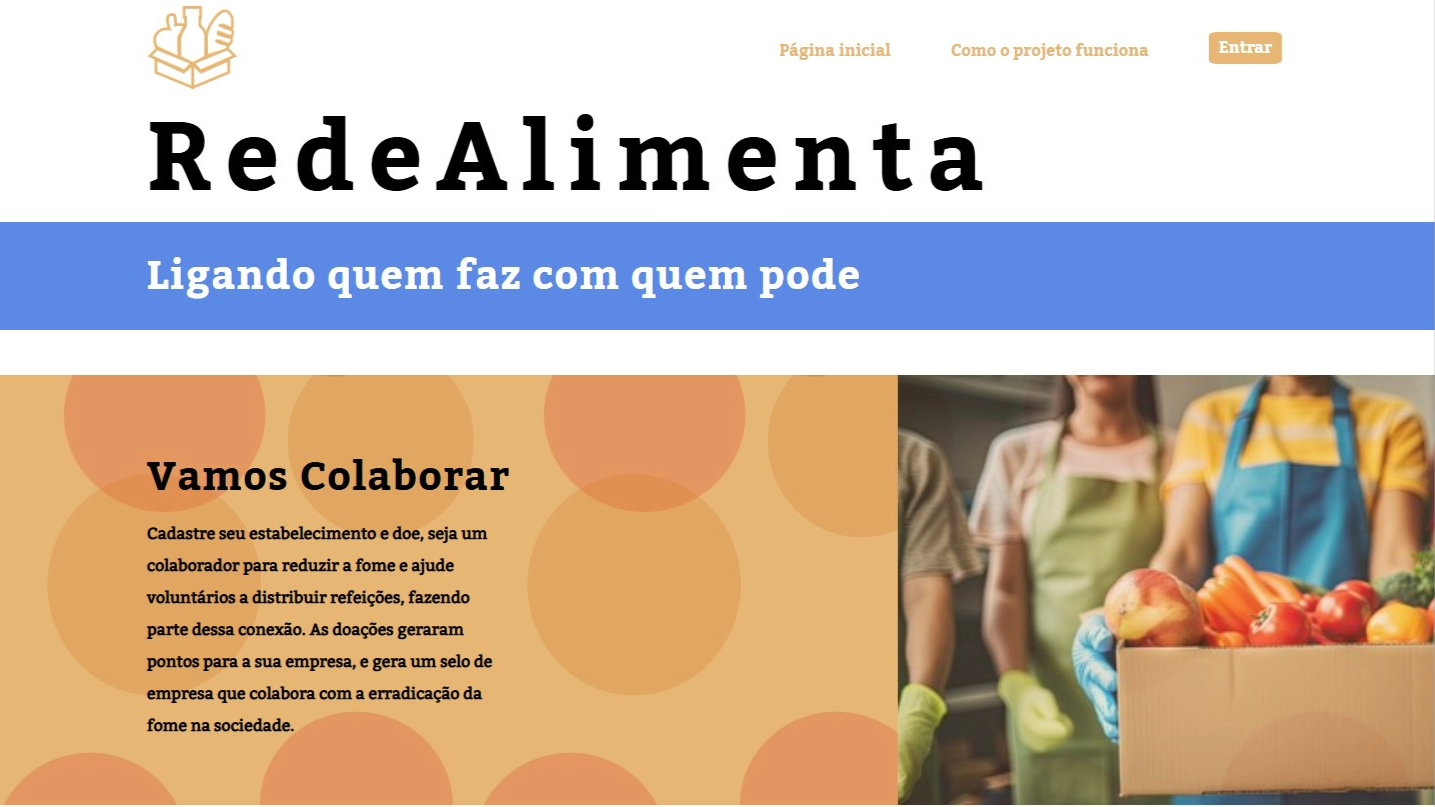 Página inicial
Como o projeto funciona
Entrar
RedeAlimenta
Ligando quem faz com quem pode
Vamos Colaborar
Cadastre seu estabelecimento e doe, seja um
colaborador para reduzir a fome e ajude
voluntários a distribuir refeições, fazendo
parte dessa conexão. As doações geraram
pontos para a sua empresa, e gera um selo de
empresa que colabora com a erradicação da
fome na sociedade.